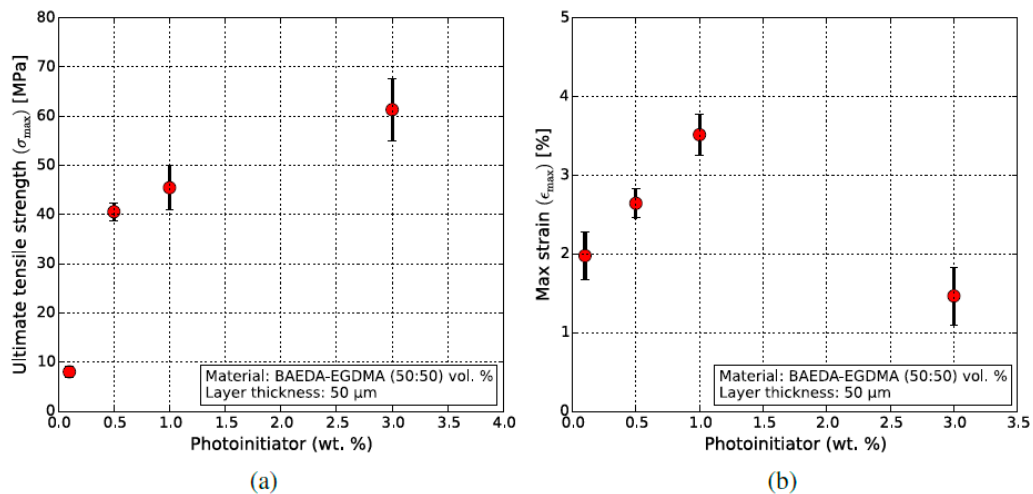 80
70
60
50
40
30
20
10
0
Ultimate tensile strength (σmax) [MPa]
Material: BAEDA-EGDMA (50:50) vol. %
Layer thickness: 50 µm
0.0 0.5 1.0 1.5 2.0 2.5 3.0 3.5 4.0
Photoinitiator (wt. %)
(a)
5
4
3
2
1
0
Max strain (ϵmax) [%]
Material: BAEDA-EGDMA (50:50) vol. %
Layer thickness: 50 µm
0.0 0.5 1.0 1.5 2.0 2.5 3.0 3.5
Photoinitiator (wt. %)
(b)